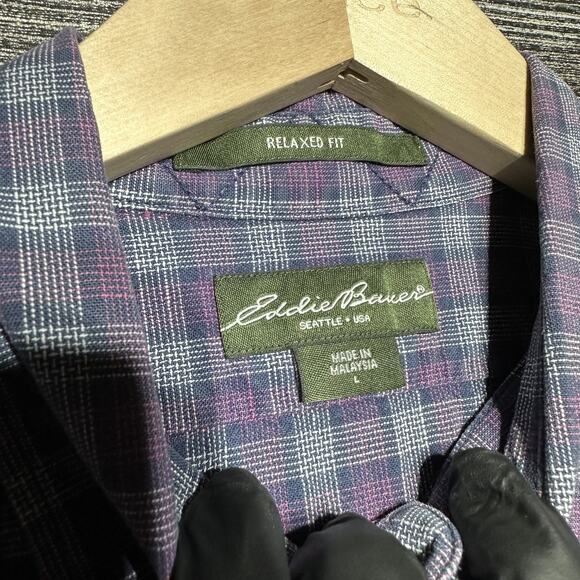 RELAXED FIT
Eddie Bauer®
SEATTLE • USA
MADE IN
MALAYSIA
L